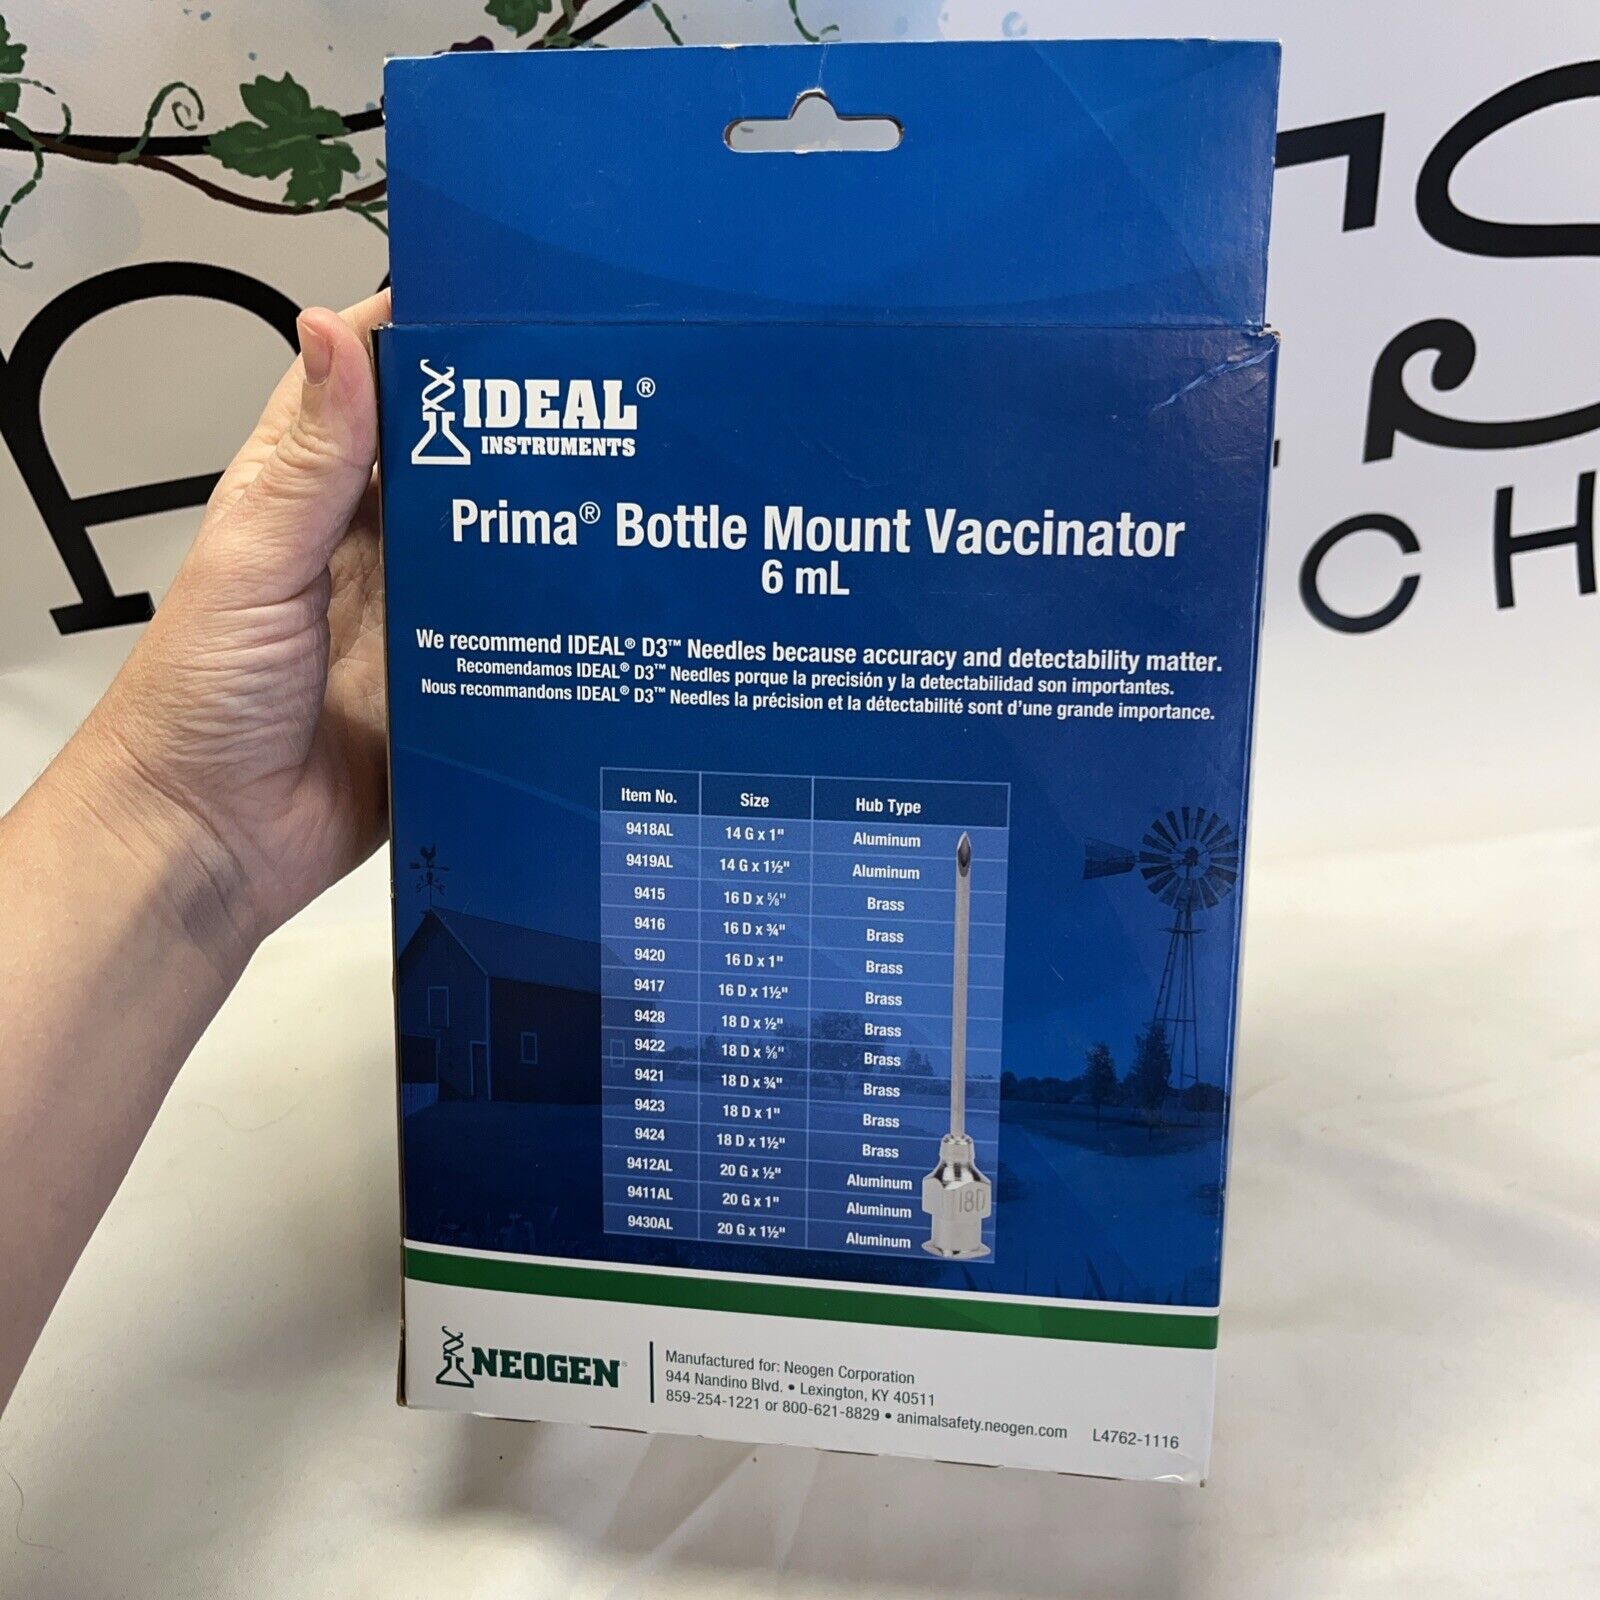 IDEAL®
INSTRUMENTS
Prima® Bottle Mount Vaccinator
6 mL
We recommend IDEAL® D3™ Needles because accuracy and detectability matter.
Recomendamos IDEAL® D3™ Needles porque la precisión y la detectabilidad son importantes.
Nous recommandons IDEAL® D3™ Needles la précision et la détectabilité sont d'une grande importance.
Item No. Size Hub Type
9418AL 14 G x 1" Aluminum
9419AL 14 G x 1½" Aluminum
9415 16 D x ⅝" Brass
9416 16 D x ¾" Brass
9420 16 D x 1" Brass
9417 16 D x 1½" Brass
9428 18 D x ½" Brass
9422 18 D x ⅝" Brass
9421 18 D x ¾" Brass
9423 18 D x 1" Brass
9424 18 D x 1½" Brass
9412AL 20 G x ½" Aluminum
9411AL 20 G x 1" Aluminum
9430AL 20 G x 1½" Aluminum
18D
NEOGEN®
Manufactured for: Neogen Corporation
944 Nandino Blvd. • Lexington, KY 40511
859-254-1221 or 800-621-8829 • animalsafety.neogen.com L4762-1116